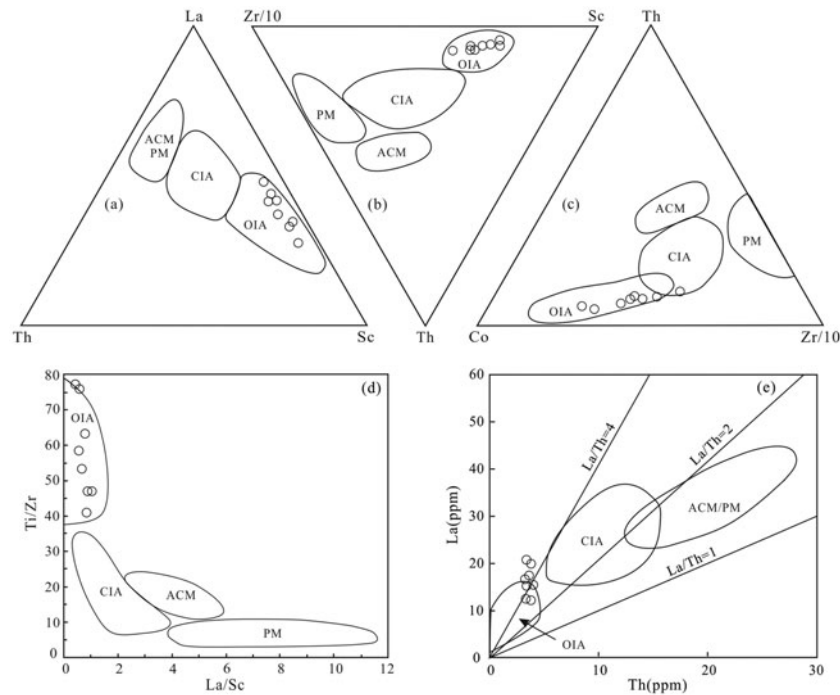 La
ACM
PM
CIA
(a)
OIA
Th
Sc
Zr/10
Sc
OIA
CIA
PM
ACM
(b)
Th
Th
(c)
ACM
PM
CIA
OIA
Co
Zr/10
(d)
80
70
60
50
40
30
20
10
0
Ti/Zr
OIA
CIA
ACM
PM
0
2
4
6
8
10
12
La/Sc
(e)
60
50
40
30
20
10
0
La(ppm)
La/Th=4
La/Th=2
La/Th=1
ACM/PM
CIA
OIA
0
10
20
30
Th(ppm)